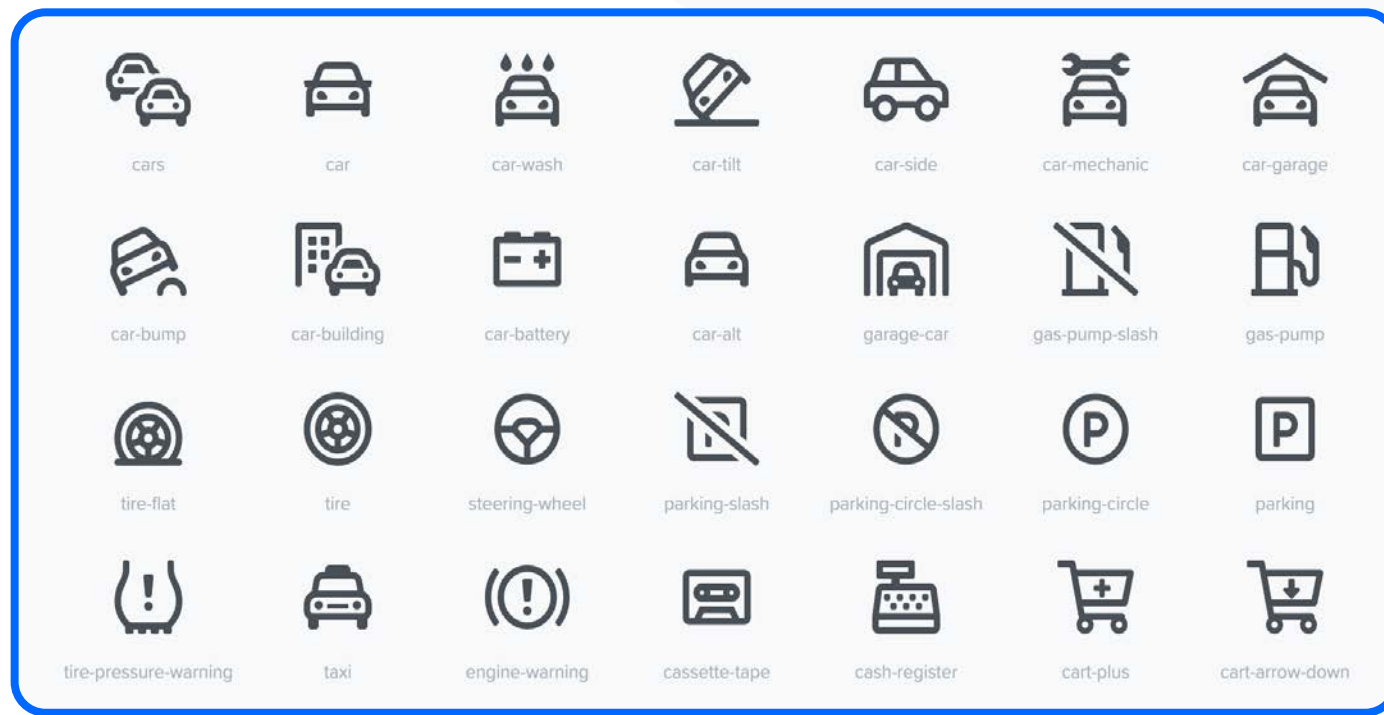 cars car car-wash car-tilt car-side car-mechanic car-garage
car-bump car-building car-battery car-alt garage-car gas-pump-slash gas-pump
P P P P
tire-flat tire steering-wheel parking-slash parking-circle-slash parking-circle parking
tire-pressure-warning taxi engine-warning cassette-tape cash-register cart-plus cart-arrow-down